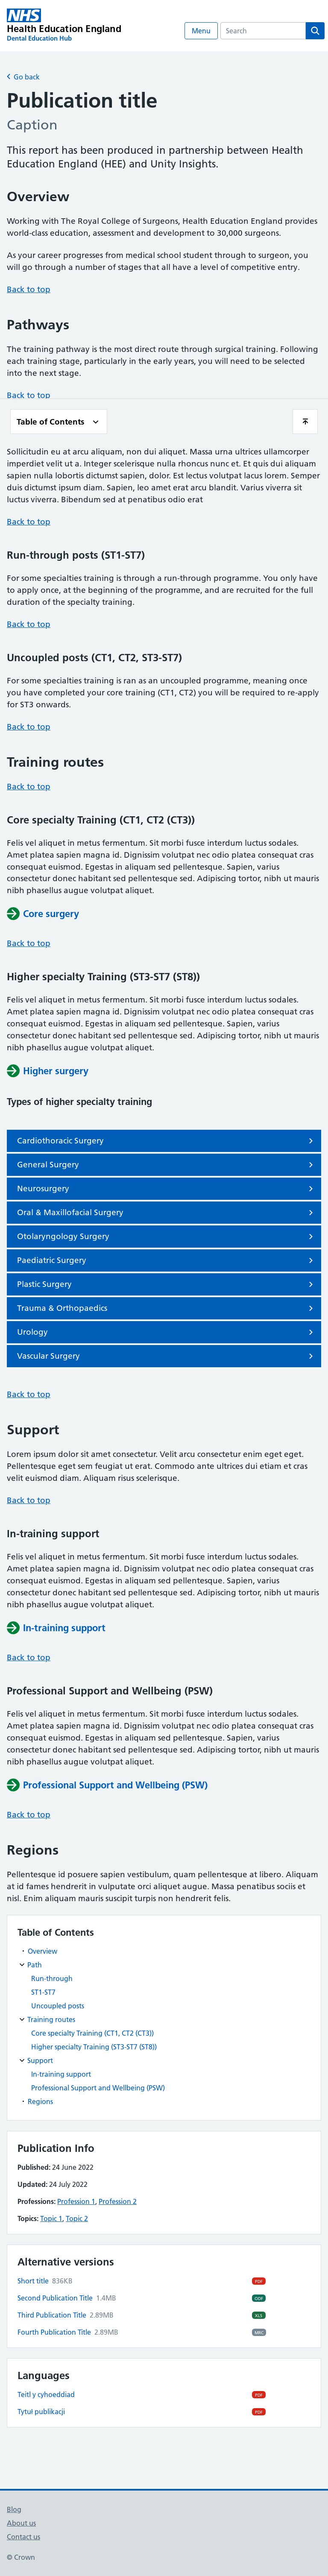 NHS
Health Education England
Dental Education Hub
Menu
Search
Go back
Publication title
Caption
This report has been produced in partnership between Health
Education England (HEE) and Unity Insights.
Overview
Working with The Royal College of Surgeons, Health Education England provides
world-class education, assessment and development to 30,000 surgeons.
As your career progresses from medical school student through to surgeon, you
will go through a number of stages that all have a level of competitive entry.
Back to top
Pathways
The training pathway is the most direct route through surgical training. Following
each training stage, particularly in the early years, you will need to be selected
into the next stage.
Back to top
Table of Contents
Sollicitudin eu at arcu aliquam, non dui aliquet. Massa urna ultrices ullamcorper
imperdiet velit ut a. Integer scelerisque nulla rhoncus nunc et. Et quis dui aliquam
sapien nulla lobortis dictumst sapien, dolor. Est lectus volutpat lacus lorem. Semper
duis dictumst ipsum diam. Sapien, leo amet erat arcu blandit. Varius viverra sit
luctus viverra. Bibendum sed at penatibus odio erat
Back to top
Run-through posts (ST1-ST7)
For some specialties training is through a run-through programme. You only have
to apply once, at the beginning of the programme, and are recruited for the full
duration of the specialty training.
Back to top
Uncoupled posts (CT1, CT2, ST3-ST7)
For some specialties training is ran as an uncoupled programme, meaning once
you have completed your core training (CT1, CT2) you will be required to re-apply
for ST3 onwards.
Back to top
Training routes
Back to top
Core specialty Training (CT1, CT2 (CT3))
Felis vel aliquet in metus fermentum. Sit morbi fusce interdum luctus sodales.
Amet platea sapien magna id. Dignissim volutpat nec odio platea consequat cras
consequat euismod. Egestas in aliquam sed pellentesque. Sapien, varius
consectetur donec habitant sed pellentesque sed. Adipiscing tortor, nibh ut mauris
nibh phasellus augue volutpat aliquet.
Core surgery
Back to top
Higher specialty Training (ST3-ST7 (ST8))
Felis vel aliquet in metus fermentum. Sit morbi fusce interdum luctus sodales.
Amet platea sapien magna id. Dignissim volutpat nec odio platea consequat cras
consequat euismod. Egestas in aliquam sed pellentesque. Sapien, varius
consectetur donec habitant sed pellentesque sed. Adipiscing tortor, nibh ut mauris
nibh phasellus augue volutpat aliquet.
Higher surgery
Types of higher specialty training
Cardiothoracic Surgery
General Surgery
Neurosurgery
Oral & Maxillofacial Surgery
Otolaryngology Surgery
Paediatric Surgery
Plastic Surgery
Trauma & Orthopaedics
Urology
Vascular Surgery
Back to top
Support
Lorem ipsum dolor sit amet consectetur. Velit arcu consectetur enim eget eget.
Pellentesque eget sem feugiat ut erat. Commodo ante ultrices dui etiam et cras
velit euismod diam. Aliquam risus scelerisque.
Back to top
In-training support
Felis vel aliquet in metus fermentum. Sit morbi fusce interdum luctus sodales.
Amet platea sapien magna id. Dignissim volutpat nec odio platea consequat cras
consequat euismod. Egestas in aliquam sed pellentesque. Sapien, varius
consectetur donec habitant sed pellentesque sed. Adipiscing tortor, nibh ut mauris
nibh phasellus augue volutpat aliquet.
In-training support
Back to top
Professional Support and Wellbeing (PSW)
Felis vel aliquet in metus fermentum. Sit morbi fusce interdum luctus sodales.
Amet platea sapien magna id. Dignissim volutpat nec odio platea consequat cras
consequat euismod. Egestas in aliquam sed pellentesque. Sapien, varius
consectetur donec habitant sed pellentesque sed. Adipiscing tortor, nibh ut mauris
nibh phasellus augue volutpat aliquet.
Professional Support and Wellbeing (PSW)
Back to top
Regions
Pellentesque id posuere sapien vestibulum, quam pellentesque at libero. Aliquam
id at fames hendrerit in vulputate orci aliquet augue. Massa penatibus sociis et
nisl. Enim aliquam mauris suscipit turpis non hendrerit felis.
Table of Contents
Overview
Path
Run-through
ST1-ST7
Uncoupled posts
Training routes
Core specialty Training (CT1, CT2 (CT3))
Higher specialty Training (ST3-ST7 (ST8))
Support
In-training support
Professional Support and Wellbeing (PSW)
Regions
Publication Info
Published: 24 June 2022
Updated: 24 July 2022
Professions: Profession 1, Profession 2
Topics: Topic 1, Topic 2
Alternative versions
Short title 836KB PDF
Second Publication Title 1.4MB ODF
Third Publication Title 2.89MB XLS
Fourth Publication Title 2.89MB
Languages
Teitl y cyhoeddiad PDF
Tytuł publikacji PDF
Blog
About us
Contact us
© Crown